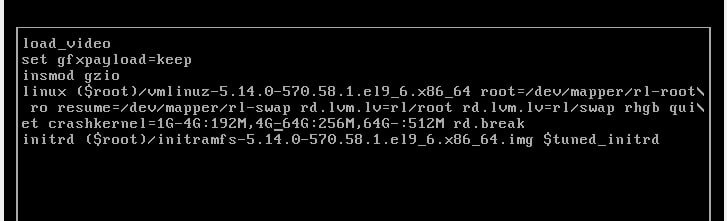 load_video
set gfxpayload=keep
insmod gzio
linux ($root)/vmlinuz-5.14.0-570.58.1.el9_6.x86_64 root=/dev/mapper/rl-root\
 ro resume=/dev/mapper/rl-swap rd.lvm.lv=rl/root rd.lvm.lv=rl/swap rhgb qui\
et crashkernel=1G-4G:192M,4G-64G:256M,64G-:512M rd.break
initrd ($root)/initramfs-5.14.0-570.58.1.el9_6.x86_64.img $tuned_initrd